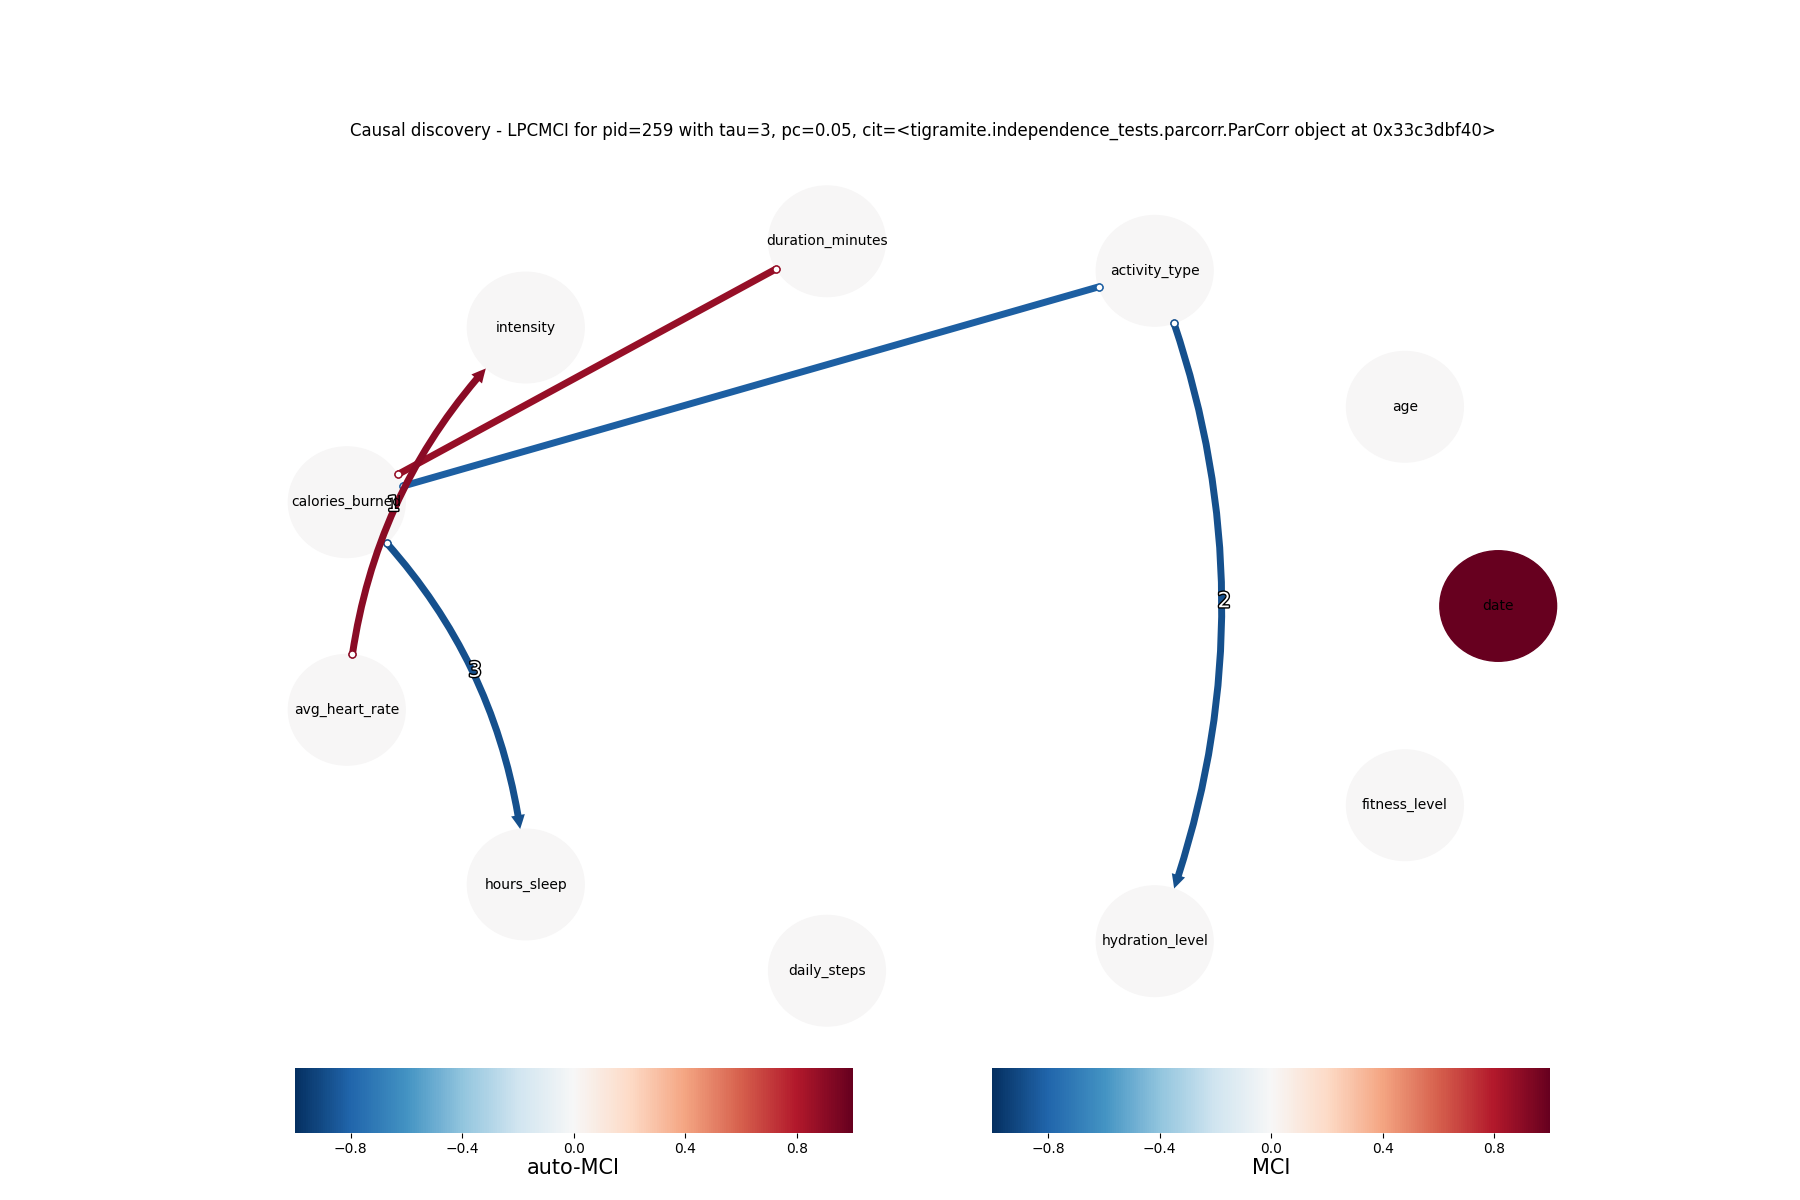 Causal discovery - LPCMCI for pid=259 with tau=3, pc=0.05, cit=<tigramite.independence_tests.parcorr.ParCorr object at 0x33c3dbf40>
duration_minutes
activity_type
intensity
age
calories_burned
1
date
2
3
avg_heart_rate
fitness_level
hours_sleep
hydration_level
daily_steps
−0.8 −0.4 0.0 0.4 0.8
auto-MCI
−0.8 −0.4 0.0 0.4 0.8
MCI